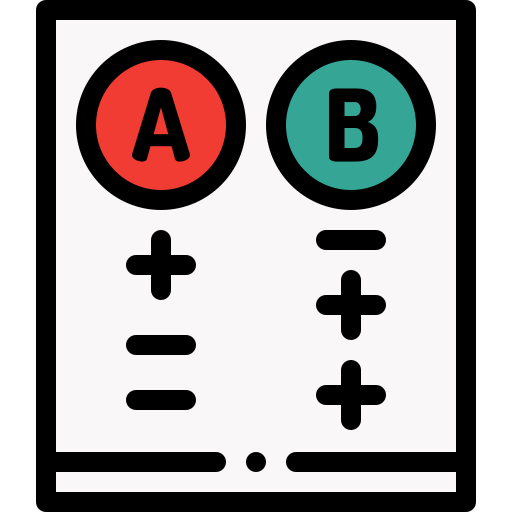 A B
+ −
− +
− +